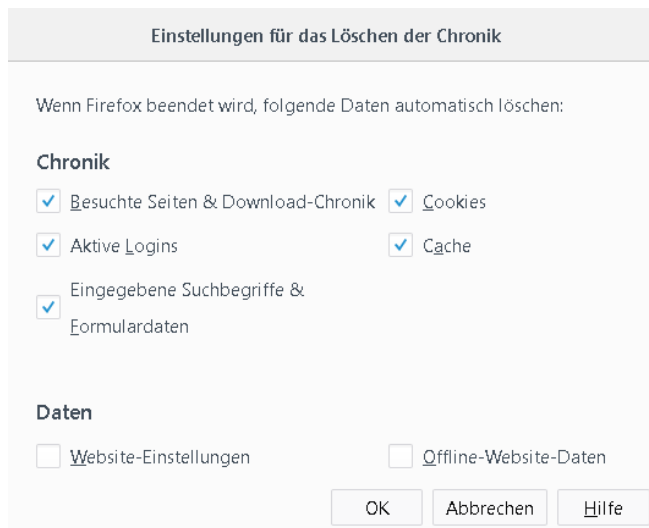 Einstellungen für das Löschen der Chronik
Wenn Firefox beendet wird, folgende Daten automatisch löschen:
Chronik
Besuchte Seiten & Download-Chronik
Cookies
Aktive Logins
Cache
Eingegebene Suchbegriffe &
Formulardaten
Daten
Website-Einstellungen
Offline-Website-Daten
OK
Abbrechen
Hilfe